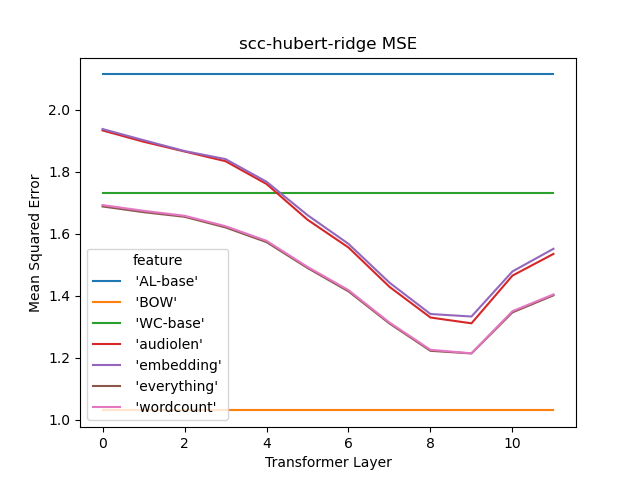 scc-hubert-ridge MSE
Mean Squared Error
2.0
1.8
1.6
1.4
1.2
1.0
feature
'AL-base'
'BOW'
'WC-base'
'audiolen'
'embedding'
'everything'
'wordcount'
0 2 4 6 8 10
Transformer Layer